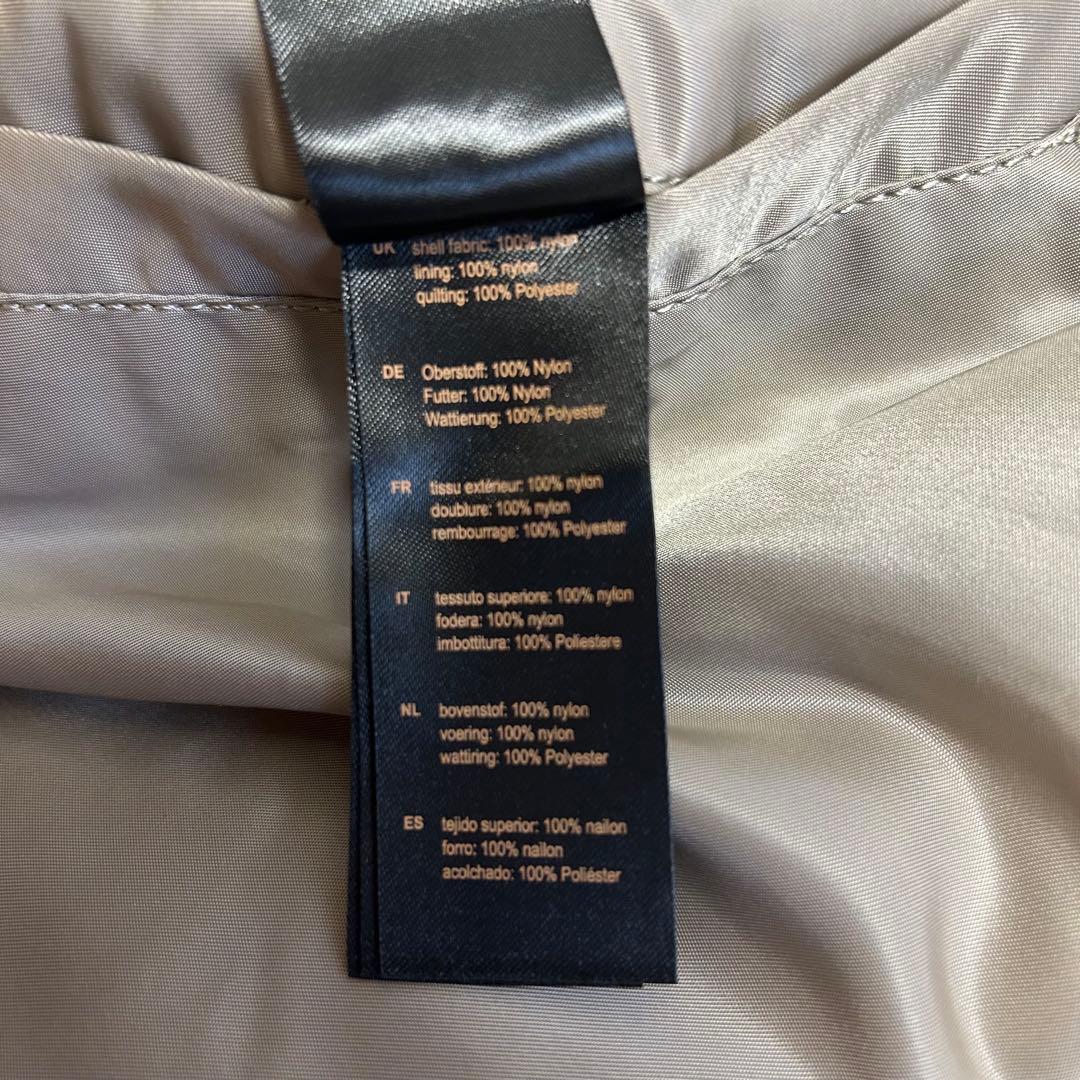 UK shell fabric: 100% nylon
lining: 100% nylon
quilting: 100% Polyester
DE Oberstoff: 100% Nylon
Futter: 100% Nylon
Wattierung: 100% Polyester
FR tissu extérieur: 100% nylon
doublure: 100% nylon
rembourrage: 100% Polyester
IT tessuto superiore: 100% nylon
fodera: 100% nylon
imbottitura: 100% Poliestere
NL bovenstof: 100% nylon
voering: 100% nylon
wattiring: 100% Polyester
ES tejido superior: 100% nailon
forro: 100% nailon
acolchado: 100% Poliéster